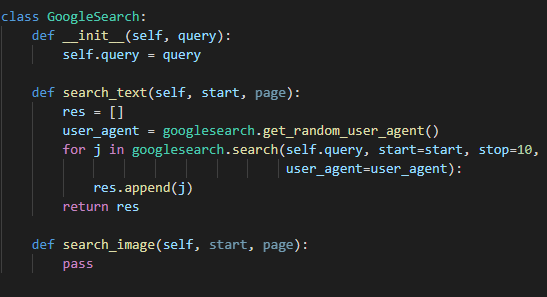 class GoogleSearch:
    def __init__(self, query):
        self.query = query

    def search_text(self, start, page):
        res = []
        user_agent = googlesearch.get_random_user_agent()
        for j in googlesearch.search(self.query, start=start, stop=10,
                                     user_agent=user_agent):
            res.append(j)
        return res

    def search_image(self, start, page):
        pass